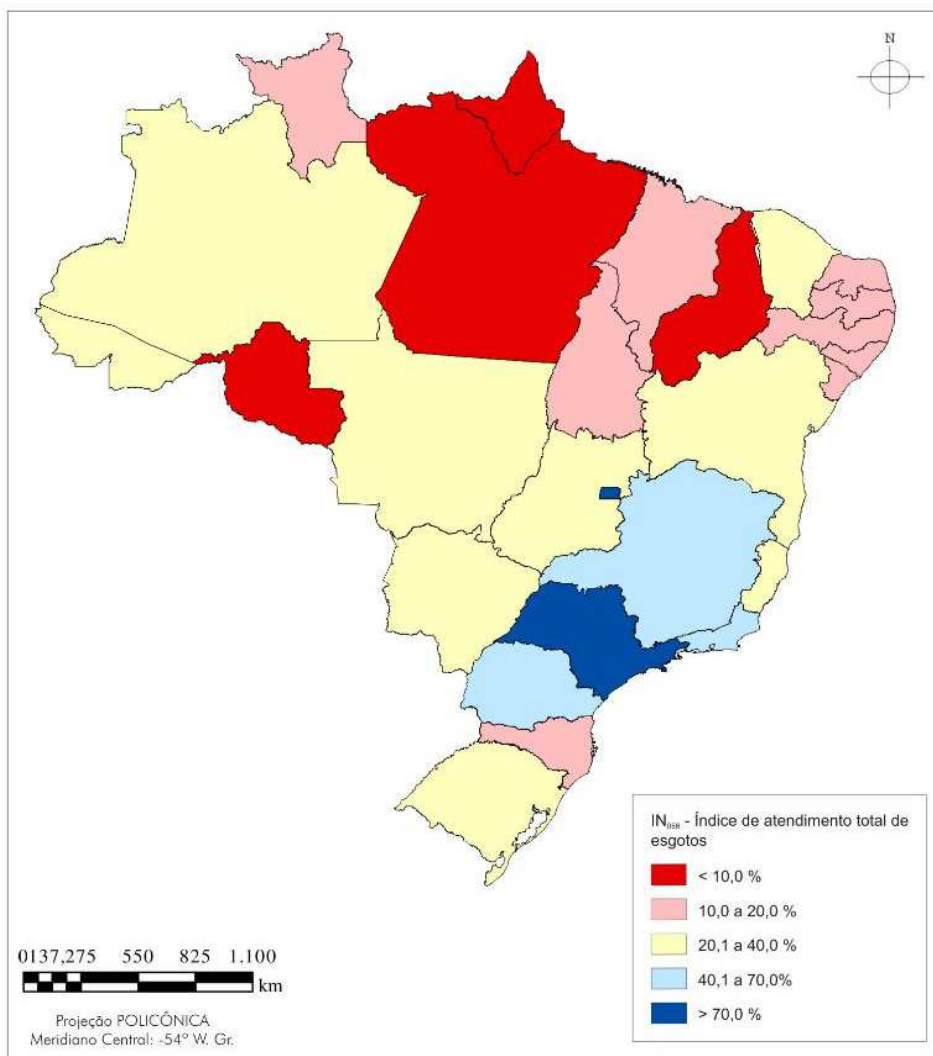 N
IN₀₅₆ - Índice de atendimento total de
esgotos
< 10,0 %
10,0 a 20,0 %
20,1 a 40,0 %
40,1 a 70,0%
> 70,0 %
0137,275 550 825 1.100
km
Projeção POLICÔNICA
Meridiano Central: -54° W. Gr.